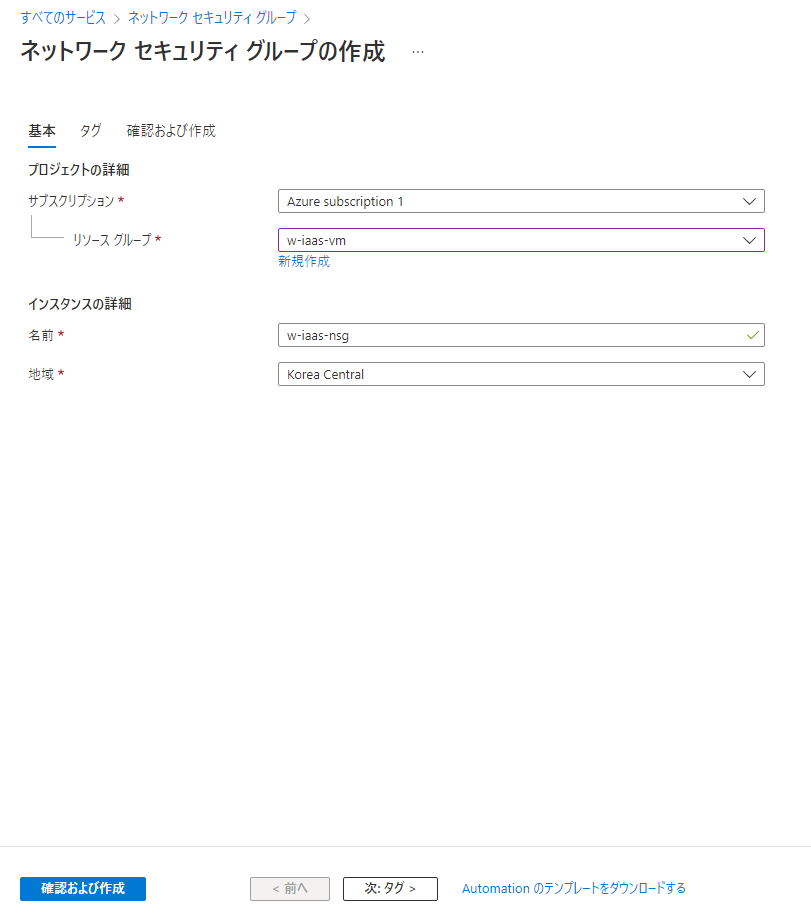 すべてのサービス > ネットワーク セキュリティ グループ >
ネットワーク セキュリティ グループの作成 …
基本 タグ 確認および作成
プロジェクトの詳細
サブスクリプション * Azure subscription 1
リソース グループ * w-iaas-vm
新規作成
インスタンスの詳細
名前 * w-iaas-nsg
地域 * Korea Central
確認および作成 < 前へ 次: タグ > Automation のテンプレートをダウンロードする